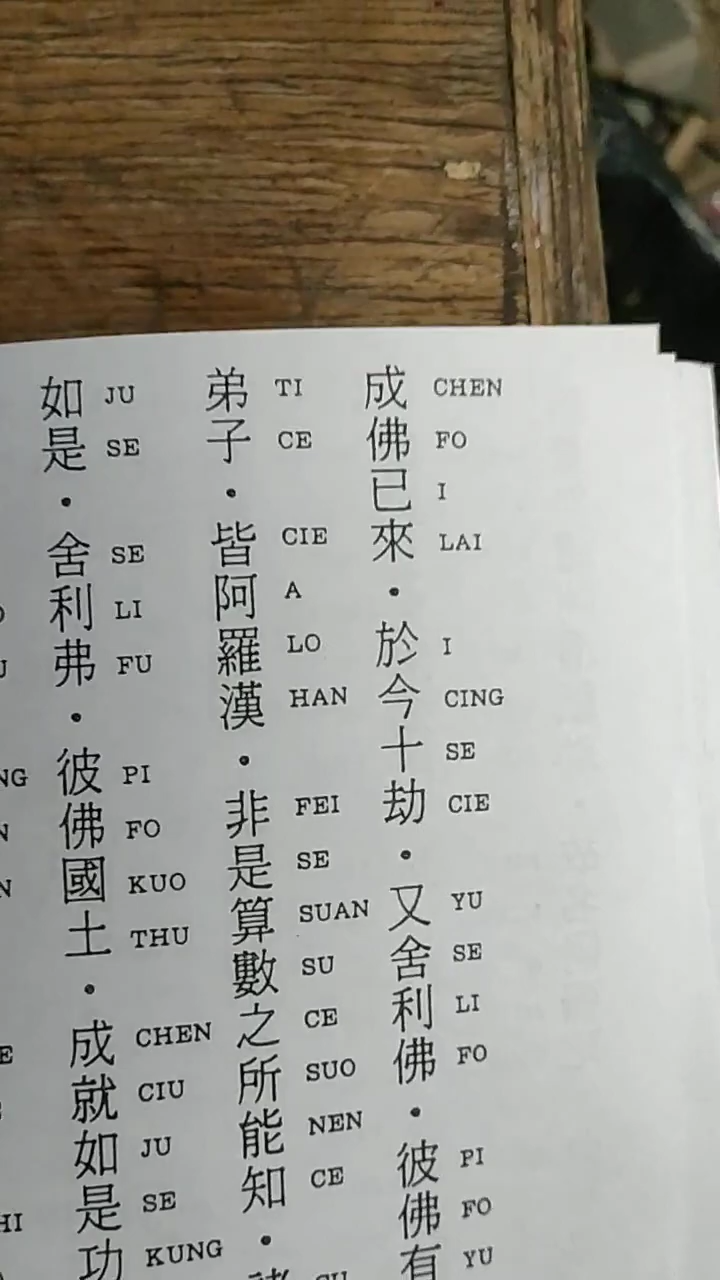 成佛已來．於今十劫．又舍利佛．彼佛有
CHEN FO I LAI I CING SE CIE YU SE LI FO PI FO YU
弟子．皆阿羅漢．非是算數之所能知．諸
TI CE CIE A LO HAN FEI SE SUAN SU CE SUO NEN CE CU
如是．舍利弗．彼佛國土．成就如是功
JU SE SE LI FU PI FO KUO THU CHEN CIU JU SE KUNG